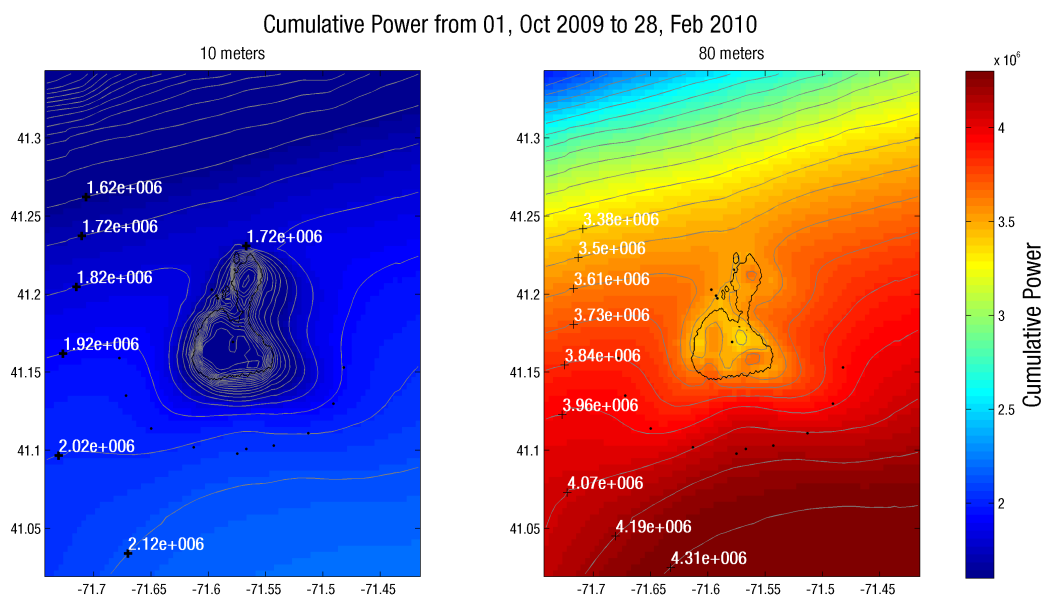 Cumulative Power from 01, Oct 2009 to 28, Feb 2010
10 meters
80 meters
x 10⁶
41.3
41.25
41.2
41.15
41.1
41.05
1.62e+006
1.72e+006
1.72e+006
1.82e+006
1.92e+006
2.02e+006
2.12e+006
-71.7
-71.65
-71.6
-71.55
-71.5
-71.45
41.3
41.25
41.2
41.15
41.1
41.05
3.38e+006
3.5e+006
3.61e+006
3.73e+006
3.84e+006
3.96e+006
4.07e+006
4.19e+006
4.31e+006
-71.7
-71.65
-71.6
-71.55
-71.5
-71.45
4
3.5
3
2.5
2
Cumulative Power